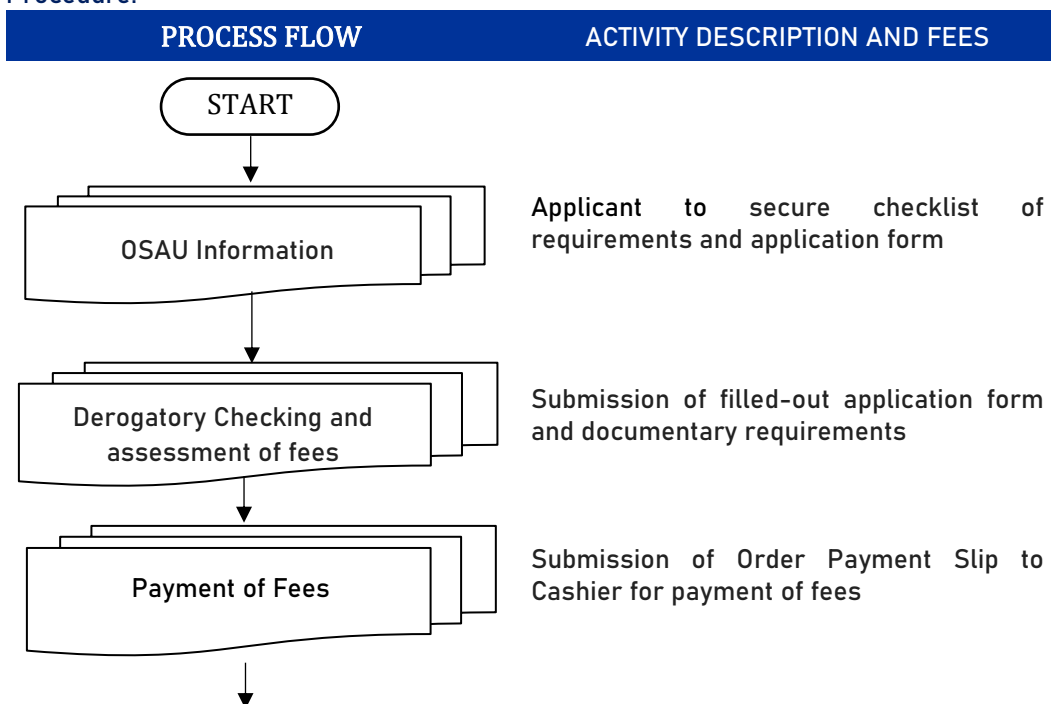 Procedure:
PROCESS FLOW
ACTIVITY DESCRIPTION AND FEES
START
OSAU Information
Applicant to secure checklist of
requirements and application form
Derogatory Checking and
assessment of fees
Submission of filled-out application form
and documentary requirements
Payment of Fees
Submission of Order Payment Slip to
Cashier for payment of fees